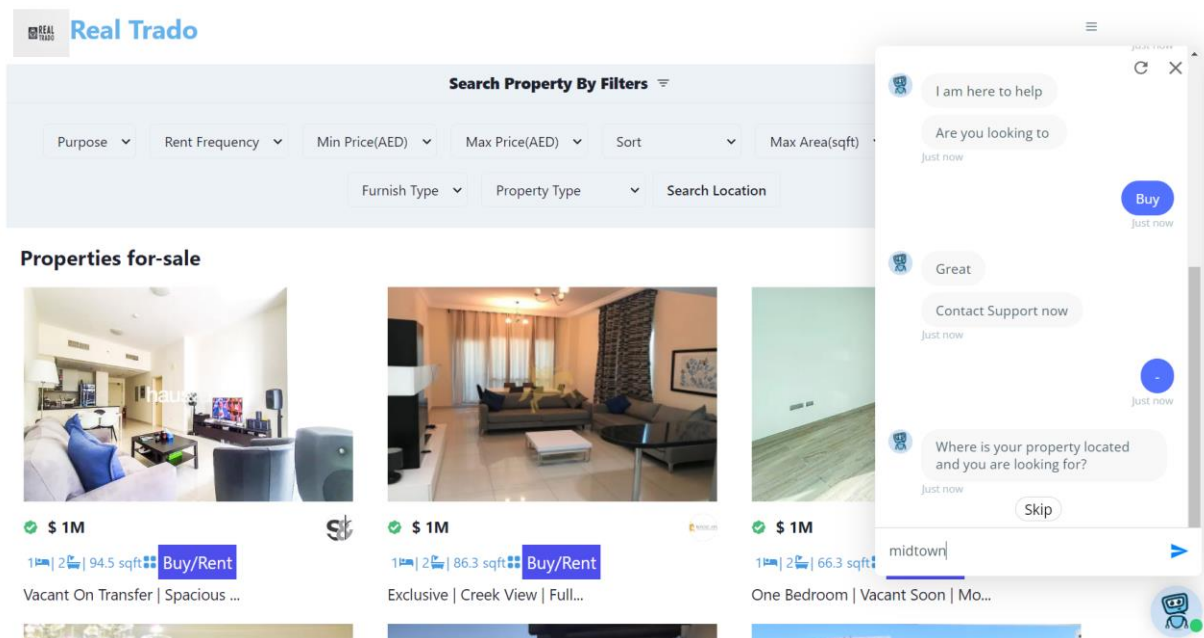 REAL
TRADO
Real Trado
Search Property By Filters
Purpose
Rent Frequency
Min Price(AED)
Max Price(AED)
Sort
Max Area(sqft)
Furnish Type
Property Type
Search Location
Properties for-sale
haus
$ 1M
S&
1 | 2 | 94.5 sqft Buy/Rent
Vacant On Transfer | Spacious ...
$ 1M
1 | 2 | 86.3 sqft Buy/Rent
Exclusive | Creek View | Full...
$ 1M
1 | 2 | 66.3 sqft
One Bedroom | Vacant Soon | Mo...
Just now
I am here to help
Are you looking to
Just now
Buy
Just now
Great
Contact Support now
Just now
-
Just now
Where is your property located
and you are looking for?
Just now
Skip
midtown